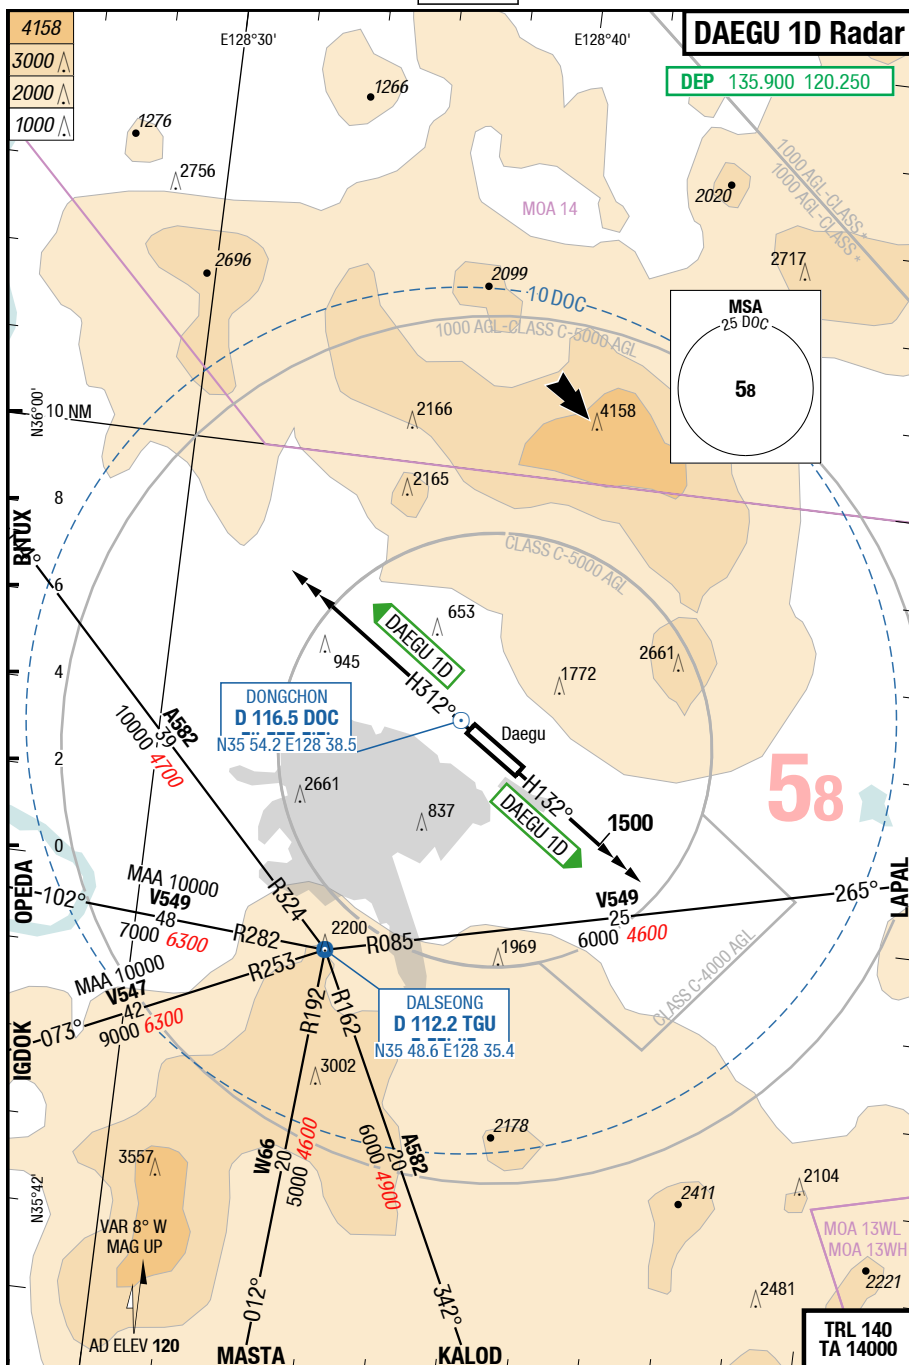 4158
3000
2000
1000
E128°30'
E128°40'
DAEGU 1D Radar
DEP 135.900 120.250
1266
1276
2756
2020
1000 AGL-CLASS *
1000 AGL-CLASS *
MOA 14
2696
2099
2717
10 DOC
1000 AGL-CLASS C-5000 AGL
MSA
25 DOC
58
N36°00'
10 NM
2166
4158
2165
8
BITUX
CLASS C-5000 AGL
6
653
DAEGU 1D
945
2661
4
1772
H312°
DONGCHON
D 116.5 DOC
N35 54.2 E128 38.5
Daegu
A582
39
10000 4700
2
2661
837
H132°
DAEGU 1D
1500
58
0
MAA 10000
V549
48
7000 6300
OPEDA
102°
R324
R282
2200
R085
V549
25
6000 4600
265°
LAPAL
1969
MAA 10000
V547
42
9000 6300
R253
073°
IGDOK
R192
R162
DALSEONG
D 112.2 TGU
N35 48.6 E128 35.4
CLASS C-4000 AGL
3002
2178
W66
20
5000 4600
A582
20
6000 4900
3557
N35°42'
2104
2411
VAR 8° W
MAG UP
MOA 13WL
MOA 13WH
2221
2481
012°
342°
AD ELEV 120
MASTA
KALOD
TRL 140
TA 14000